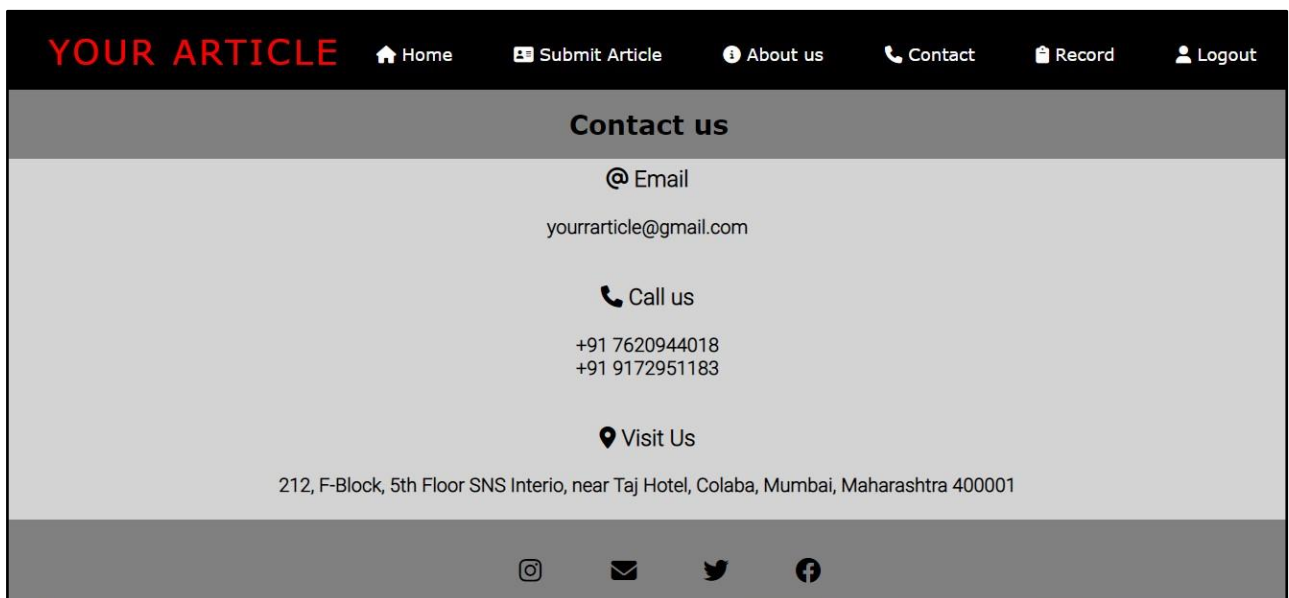 YOUR ARTICLE Home Submit Article About us Contact Record Logout
Contact us
Email
yourrarticle@gmail.com
Call us
+91 7620944018
+91 9172951183
Visit Us
212, F-Block, 5th Floor SNS Interio, near Taj Hotel, Colaba, Mumbai, Maharashtra 400001